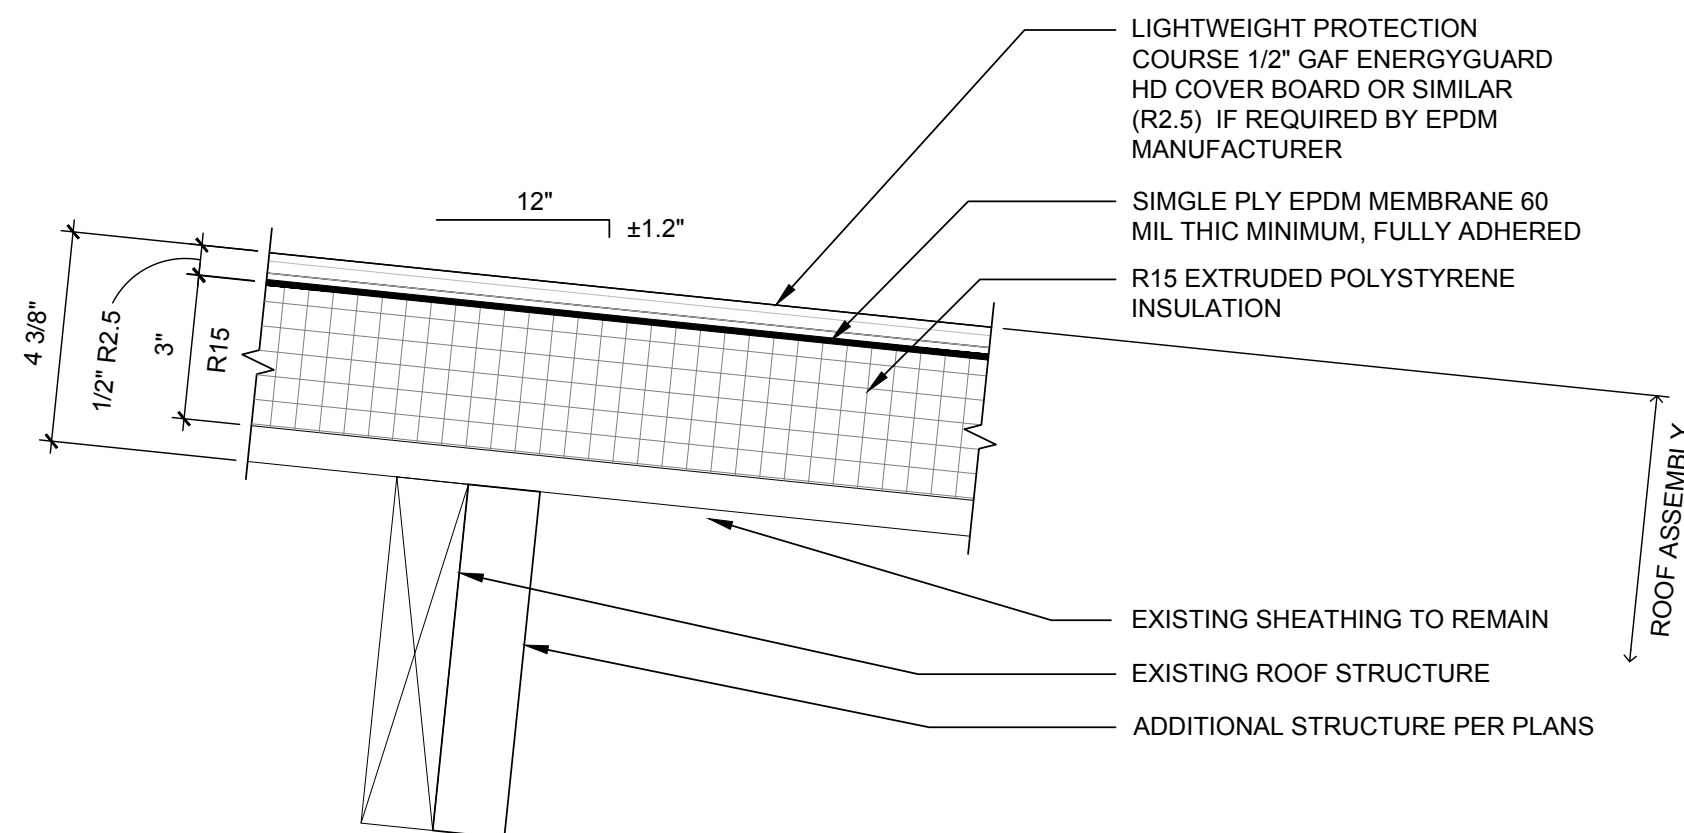 LIGHTWEIGHT PROTECTION
COURSE 1/2" GAF ENERGYGUARD
HD COVER BOARD OR SIMILAR
(R2.5) IF REQUIRED BY EPDM
MANUFACTURER
12"
±1.2"
SIMGLE PLY EPDM MEMBRANE 60
MIL THIC MINIMUM, FULLY ADHERED
R15 EXTRUDED POLYSTYRENE
INSULATION
4 3/8"
1/2" R2.5
3"
R15
ROOF ASSEMBLY
EXISTING SHEATHING TO REMAIN
EXISTING ROOF STRUCTURE
ADDITIONAL STRUCTURE PER PLANS